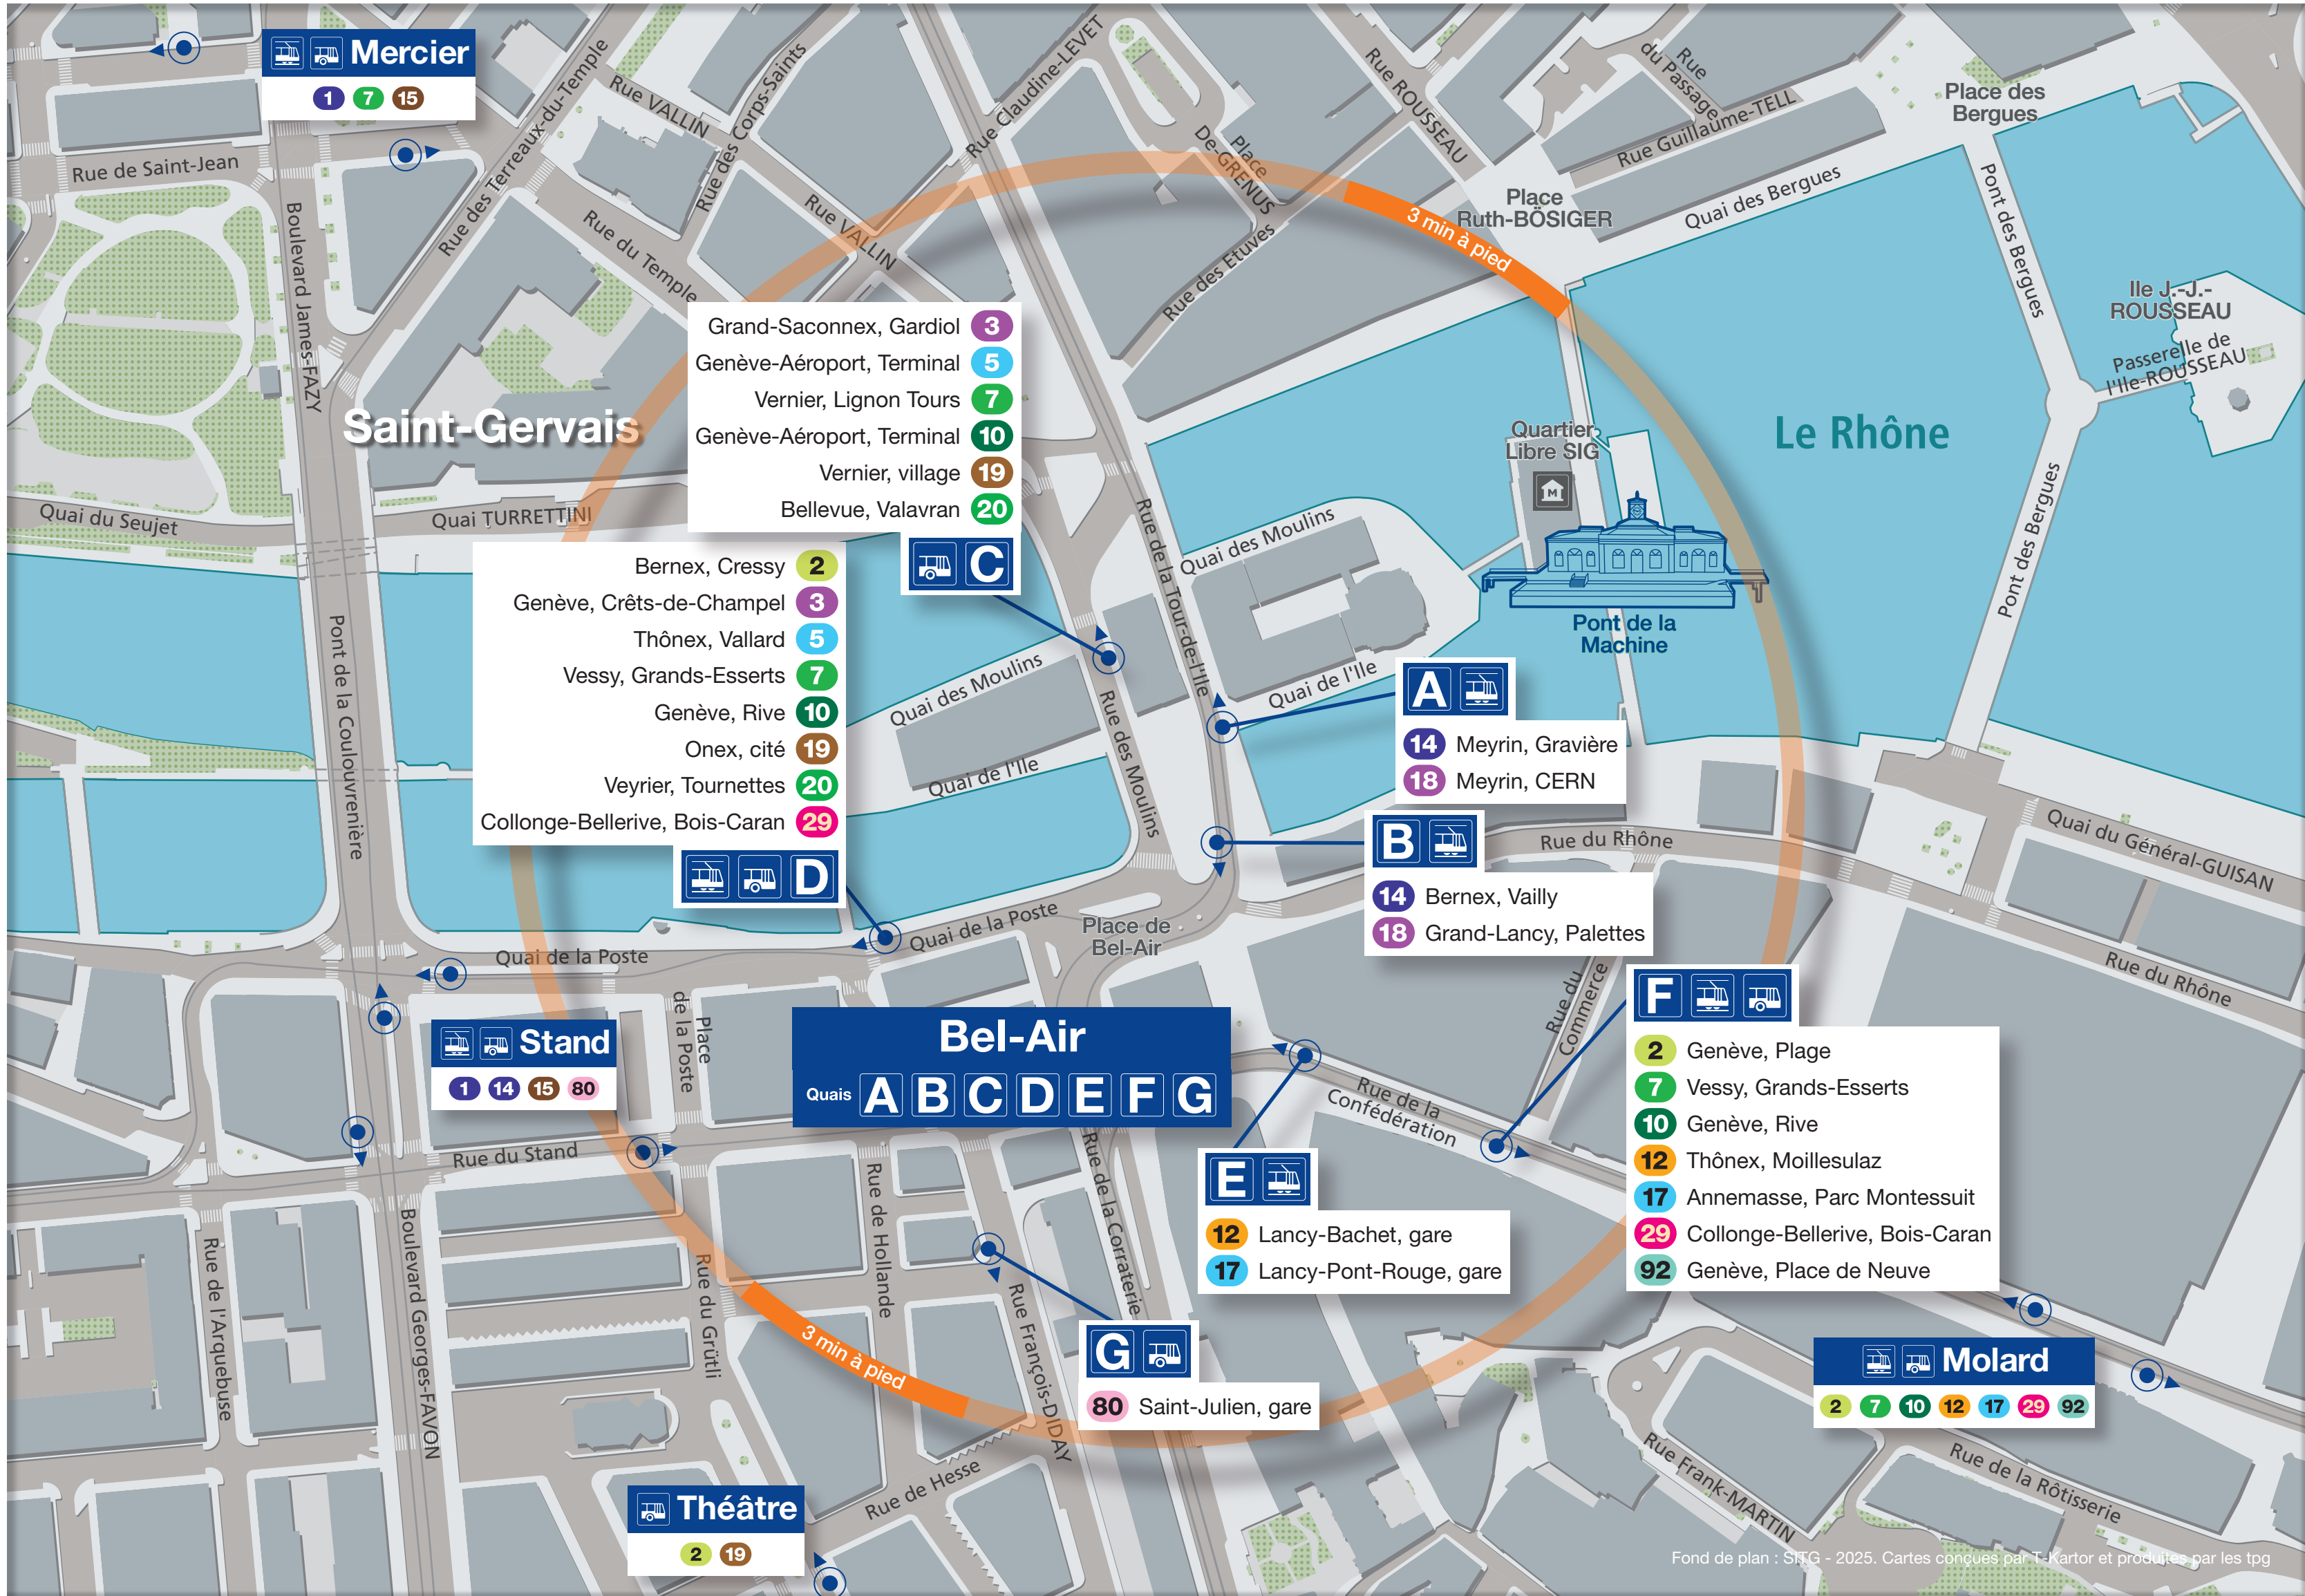 Mercier
1 7 15
Rue de Saint-Jean
Boulevard James-FAZY
Rue des Terreaux-du-Temple
Rue VALLIN
Rue des Corps-Saints
Rue du Temple
Rue VALLIN
Rue Claudine-LEVET
Place
De-GRENUS
Rue des Etuves
Rue ROUSSEAU
Rue
du Passage
Rue Guillaume-TELL
Place des
Bergues
Place
Ruth-BÖSIGER
Quai des Bergues
3 min à pied
Pont des Bergues
Ile J.-J.-
ROUSSEAU
Passerelle de
l'Ile-ROUSSEAU
Pont des Bergues
Le Rhône
Saint-Gervais
Quai du Seujet
Quai TURRETTINI
Grand-Saconnex, Gardiol 3
Genève-Aéroport, Terminal 5
Vernier, Lignon Tours 7
Genève-Aéroport, Terminal 10
Vernier, village 19
Bellevue, Valavran 20
C
Bernex, Cressy 2
Genève, Crêts-de-Champel 3
Thônex, Vallard 5
Vessy, Grands-Esserts 7
Genève, Rive 10
Onex, cité 19
Veyrier, Tournettes 20
Collonge-Bellerive, Bois-Caran 29
D
Quartier
Libre SIG
M
Pont de la
Machine
Quai des Moulins
Rue de la Tour-de-l'Ile
Quai de l'Ile
Quai des Moulins
Rue des Moulins
Quai de l'Ile
Pont de la Coulouvrenière
A
14 Meyrin, Gravière
18 Meyrin, CERN
B
14 Bernex, Vailly
18 Grand-Lancy, Palettes
Rue du Rhône
Quai du Général-GUISAN
Rue du Rhône
Place de
Bel-Air
Quai de la Poste
Quai de la Poste
Place
de la Poste
Stand
1 14 15 80
Bel-Air
Quais A B C D E F G
Rue du Commerce
Rue de la
Confédération
F
2 Genève, Plage
7 Vessy, Grands-Esserts
10 Genève, Rive
12 Thônex, Moillesulaz
17 Annemasse, Parc Montessuit
29 Collonge-Bellerive, Bois-Caran
92 Genève, Place de Neuve
E
12 Lancy-Bachet, gare
17 Lancy-Pont-Rouge, gare
G
80 Saint-Julien, gare
Rue du Stand
Rue de l'Arquebuse
Boulevard Georges-FAVON
Rue du Grütli
Rue de Hollande
Rue François-DIDAY
Rue de la Corraterie
3 min à pied
Rue de Hesse
Théâtre
2 19
Molard
2 7 10 12 17 29 92
Rue Frank-MARTIN
Rue de la Rôtisserie
Fond de plan : SITG - 2025. Cartes conçues par T-Kartor et produites par les tpg